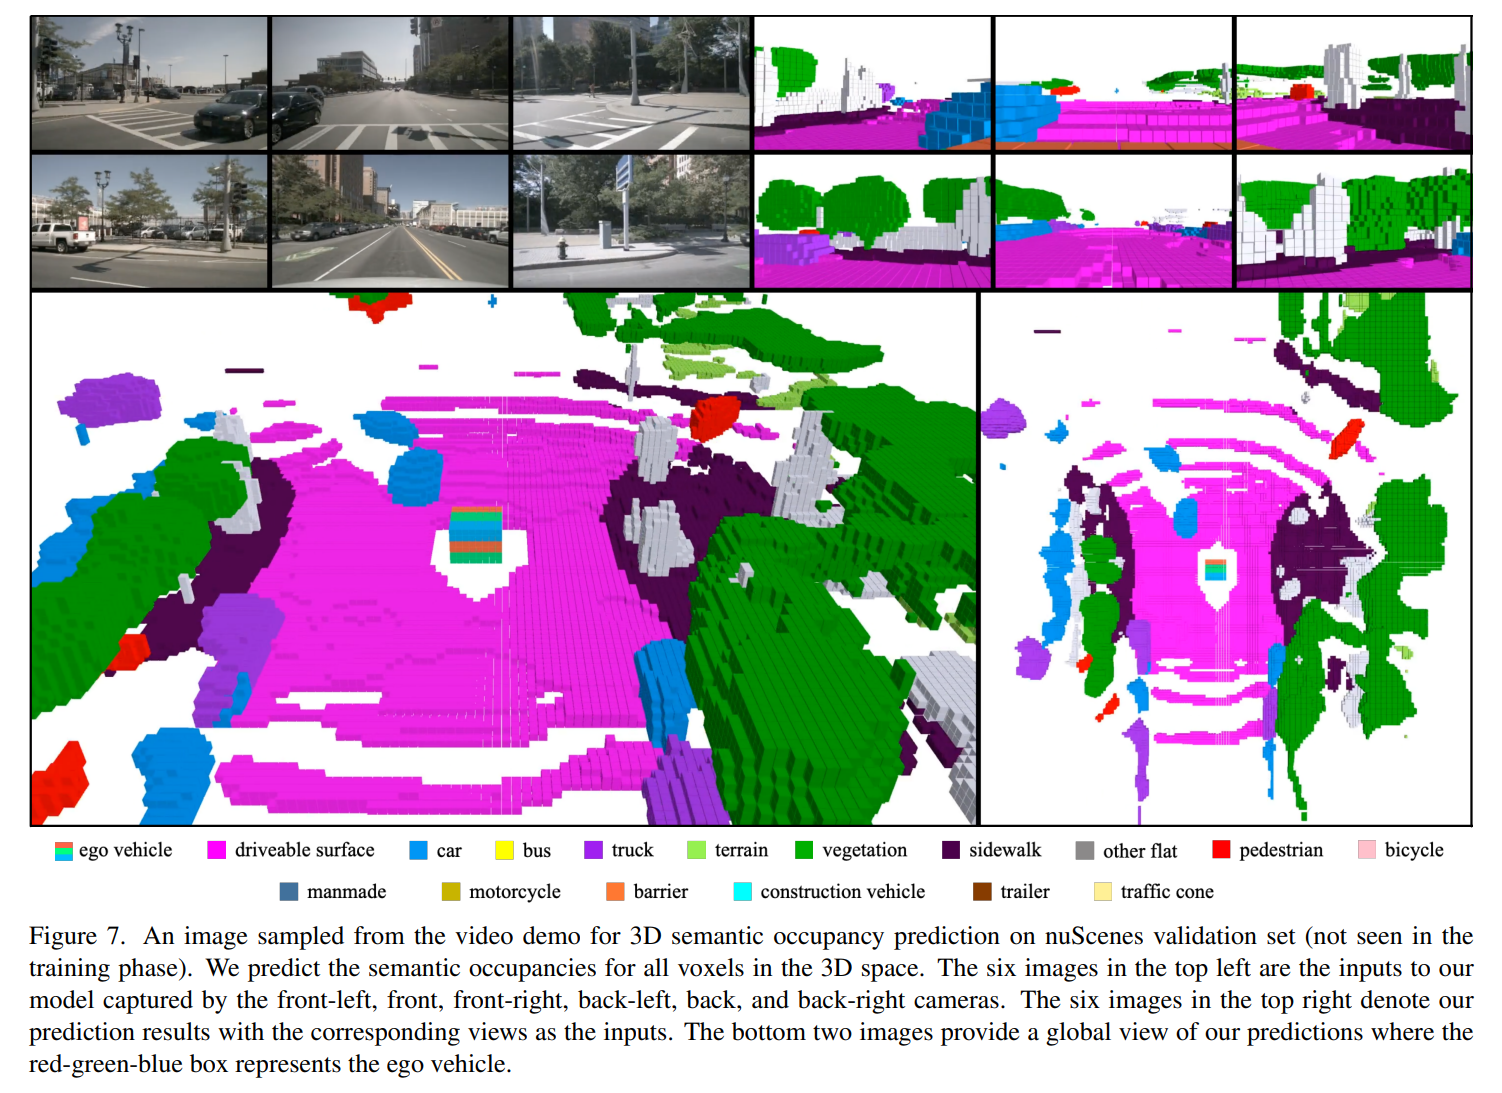 ego vehicle driveable surface car bus truck terrain vegetation sidewalk other flat pedestrian bicycle
manmade motorcycle barrier construction vehicle trailer traffic cone
Figure 7. An image sampled from the video demo for 3D semantic occupancy prediction on nuScenes validation set (not seen in the
training phase). We predict the semantic occupancies for all voxels in the 3D space. The six images in the top left are the inputs to our
model captured by the front-left, front, front-right, back-left, back, and back-right cameras. The six images in the top right denote our
prediction results with the corresponding views as the inputs. The bottom two images provide a global view of our predictions where the
red-green-blue box represents the ego vehicle.